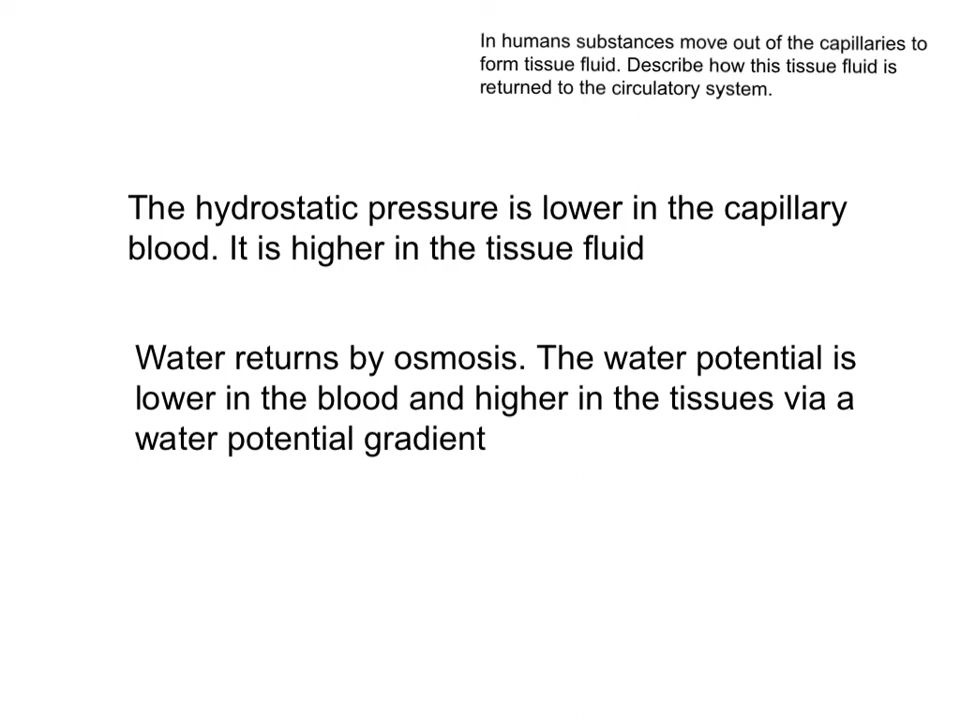 In humans substances move out of the capillaries to
form tissue fluid. Describe how this tissue fluid is
returned to the circulatory system.
The hydrostatic pressure is lower in the capillary
blood. It is higher in the tissue fluid
Water returns by osmosis. The water potential is
lower in the blood and higher in the tissues via a
water potential gradient